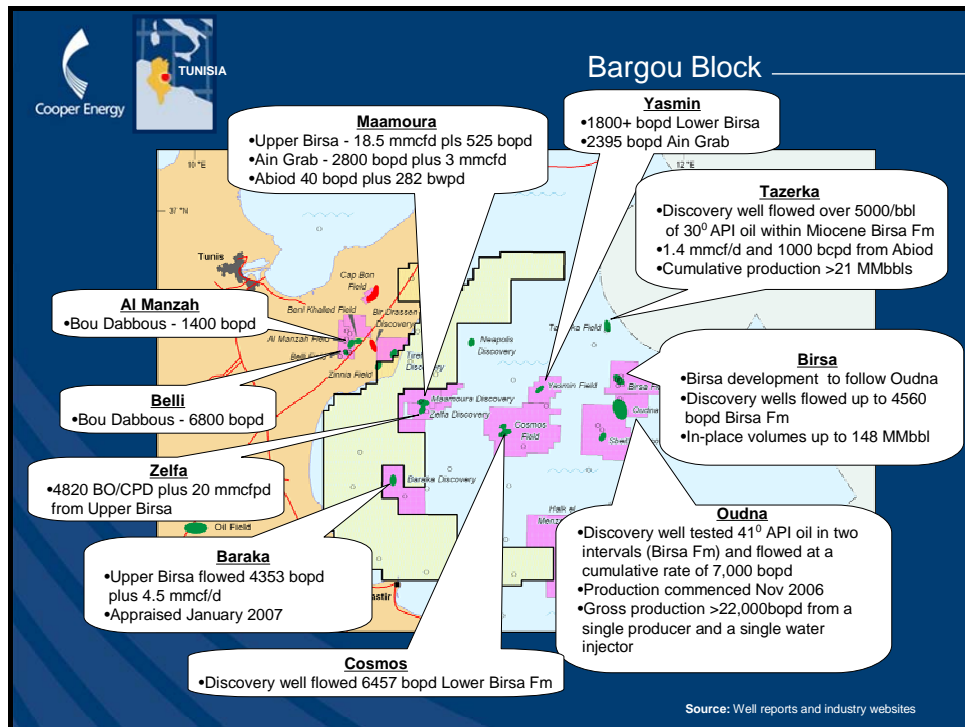 Cooper Energy
TUNISIA
Bargou Block
Maamoura
•Upper Birsa - 18.5 mmcfd pls 525 bopd
•Ain Grab - 2800 bopd plus 3 mmcfd
•Abiod 40 bopd plus 282 bwpd
Yasmin
•1800+ bopd Lower Birsa
•2395 bopd Ain Grab
Tazerka
•Discovery well flowed over 5000/bbl
of 30⁰ API oil within Miocene Birsa Fm
•1.4 mmcf/d and 1000 bcpd from Abiod
•Cumulative production >21 MMbbls
Al Manzah
•Bou Dabbous - 1400 bopd
Belli
•Bou Dabbous - 6800 bopd
Zelfa
•4820 BO/CPD plus 20 mmcfpd
from Upper Birsa
Baraka
•Upper Birsa flowed 4353 bopd
plus 4.5 mmcf/d
•Appraised January 2007
Cosmos
•Discovery well flowed 6457 bopd Lower Birsa Fm
Birsa
•Birsa development to follow Oudna
•Discovery wells flowed up to 4560
bopd Birsa Fm
•In-place volumes up to 148 MMbbl
Oudna
•Discovery well tested 41⁰ API oil in two
intervals (Birsa Fm) and flowed at a
cumulative rate of 7,000 bopd
•Production commenced Nov 2006
•Gross production >22,000bopd from a
single producer and a single water
injector
10 °E
12 °E
37 °N
Tunis
Cap Bon
Field
Beni Khalled Field
Bir Drassen
Discovery
Al Manzah Field
Zinnia Field
Discovery
Neapolis
Discovery
Field
Maamoura Discovery
Zelfa Discovery
Yasmin Field
Cosmos
Field
Birsa
Oudna
Baraka Discovery
Oil Field
Source: Well reports and industry websites